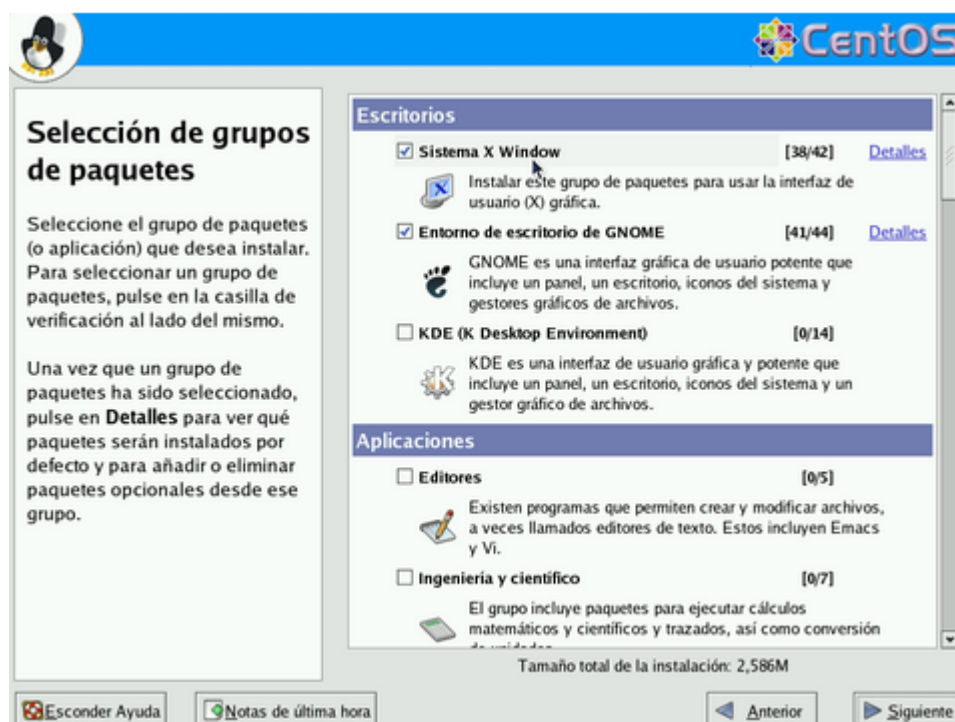 CentOS
Selección de grupos
de paquetes
Seleccione el grupo de paquetes
(o aplicación) que desea instalar.
Para seleccionar un grupo de
paquetes, pulse en la casilla de
verificación al lado del mismo.
Una vez que un grupo de
paquetes ha sido seleccionado,
pulse en Detalles para ver qué
paquetes serán instalados por
defecto y para añadir o eliminar
paquetes opcionales desde ese
grupo.
Escritorios
Sistema X Window [38/42] Detalles
Instalar este grupo de paquetes para usar la interfaz de
usuario (X) gráfica.
Entorno de escritorio de GNOME [41/44] Detalles
GNOME es una interfaz gráfica de usuario potente que
incluye un panel, un escritorio, iconos del sistema y
gestores gráficos de archivos.
KDE (K Desktop Environment) [0/14]
KDE es una interfaz de usuario gráfica y potente que
incluye un panel, un escritorio, iconos del sistema y un
gestor gráfico de archivos.
Aplicaciones
Editores [0/5]
Existen programas que permiten crear y modificar archivos,
a veces llamados editores de texto. Estos incluyen Emacs
y Vi.
Ingeniería y científico [0/7]
El grupo incluye paquetes para ejecutar cálculos
matemáticos y científicos y trazados, así como conversión
Tamaño total de la instalación: 2,586M
Esconder Ayuda Notas de última hora Anterior Siguiente